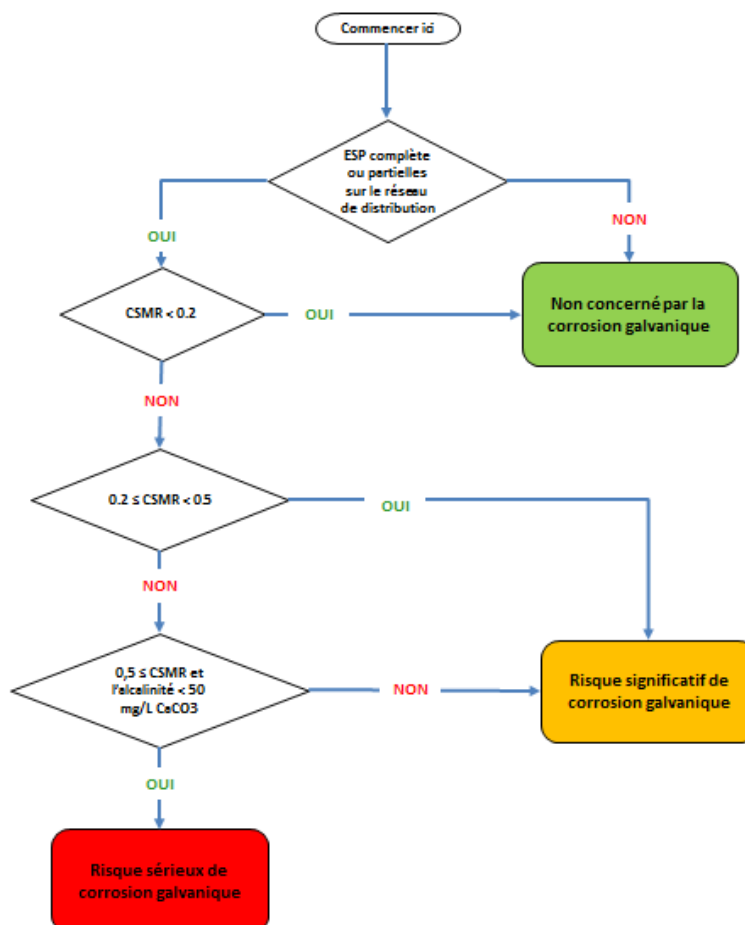 Commencer ici
ESP complète
ou partielles
sur le réseau
de distribution
OUI
NON
CSMR < 0.2
OUI
Non concerné par la
corrosion galvanique
NON
0.2 ≤ CSMR < 0.5
OUI
NON
0,5 ≤ CSMR et
l'alcalinité < 50
mg/L CaCO3
NON
Risque significatif de
corrosion galvanique
OUI
Risque sérieux de
corrosion galvanique